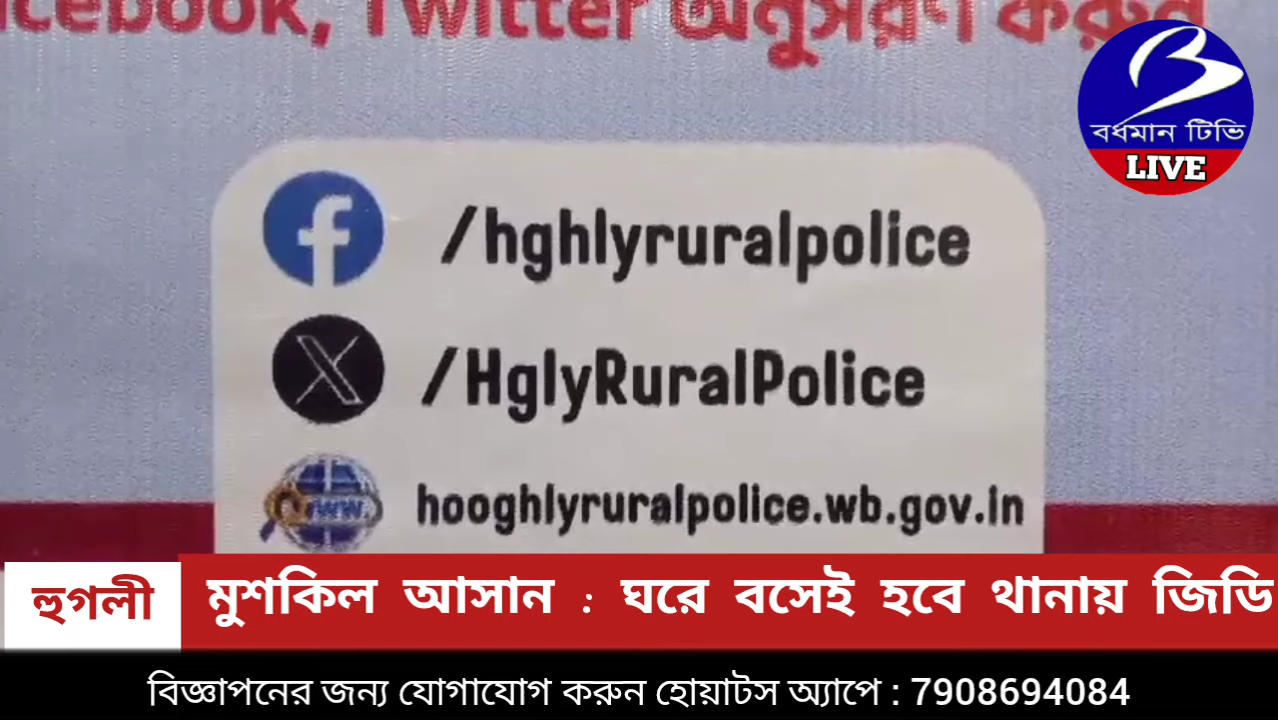 Twitter অনুসরণ করুন
বর্ধমান টিভি
LIVE
/hghlyruralpolice
/HglyRuralPolice
www.
hooghlyruralpolice.wb.gov.in
হুগলী
মুশকিল আসান : ঘরে বসেই হবে থানায় জিডি
বিজ্ঞাপনের জন্য যোগাযোগ করুন হোয়াটস অ্যাপে : 7908694084